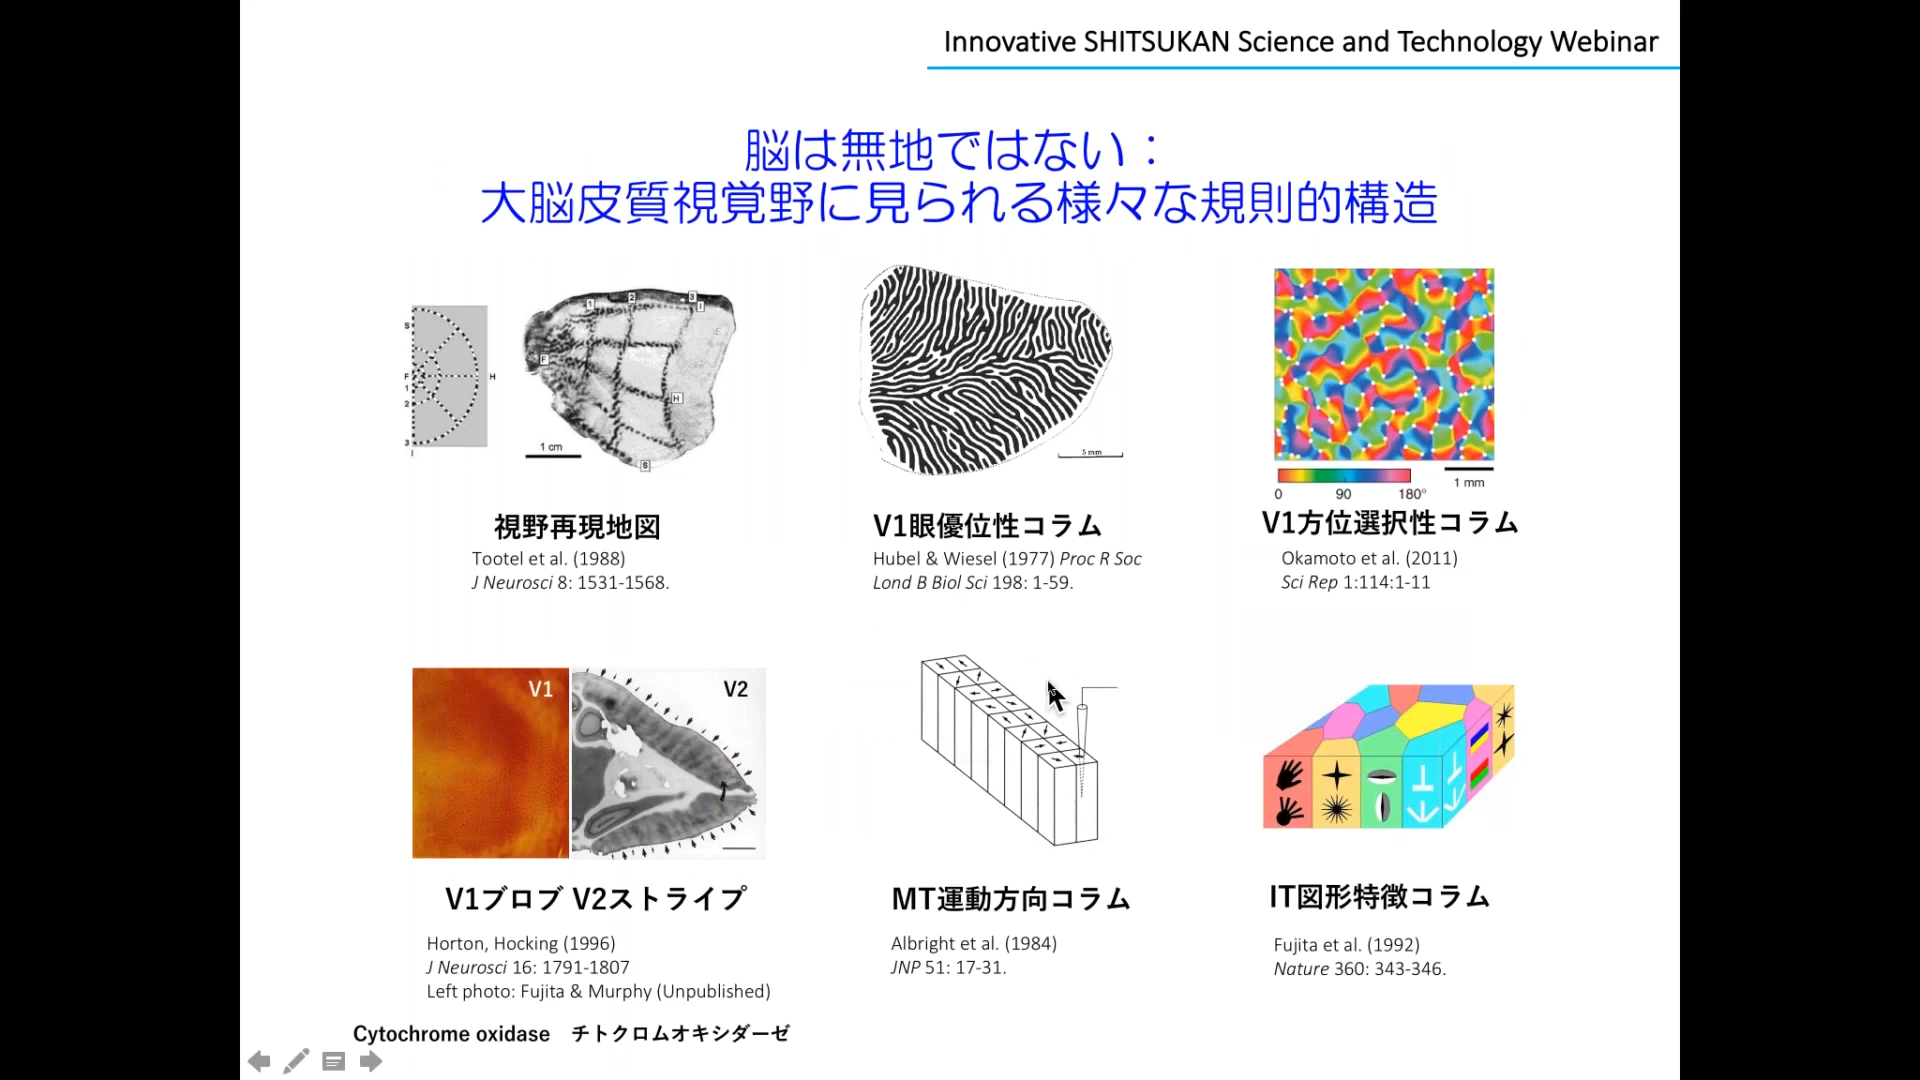 Innovative SHITSUKAN Science and Technology Webinar
脳は無地ではない：
大脳皮質視覚野に見られる様々な規則的構造
S
F
1
2
3
I
H
1
2
3
I
F
H
S
1 cm
視野再現地図
Tootel et al. (1988)
J Neurosci 8: 1531-1568.
5 mm
V1眼優位性コラム
Hubel & Wiesel (1977) Proc R Soc
Lond B Biol Sci 198: 1-59.
0 90 180°
1 mm
V1方位選択性コラム
Okamoto et al. (2011)
Sci Rep 1:114:1-11
V1
V2
V1ブロブ V2ストライプ
Horton, Hocking (1996)
J Neurosci 16: 1791-1807
Left photo: Fujita & Murphy (Unpublished)
MT運動方向コラム
Albright et al. (1984)
JNP 51: 17-31.
IT図形特徴コラム
Fujita et al. (1992)
Nature 360: 343-346.
Cytochrome oxidase チトクロムオキシダーゼ